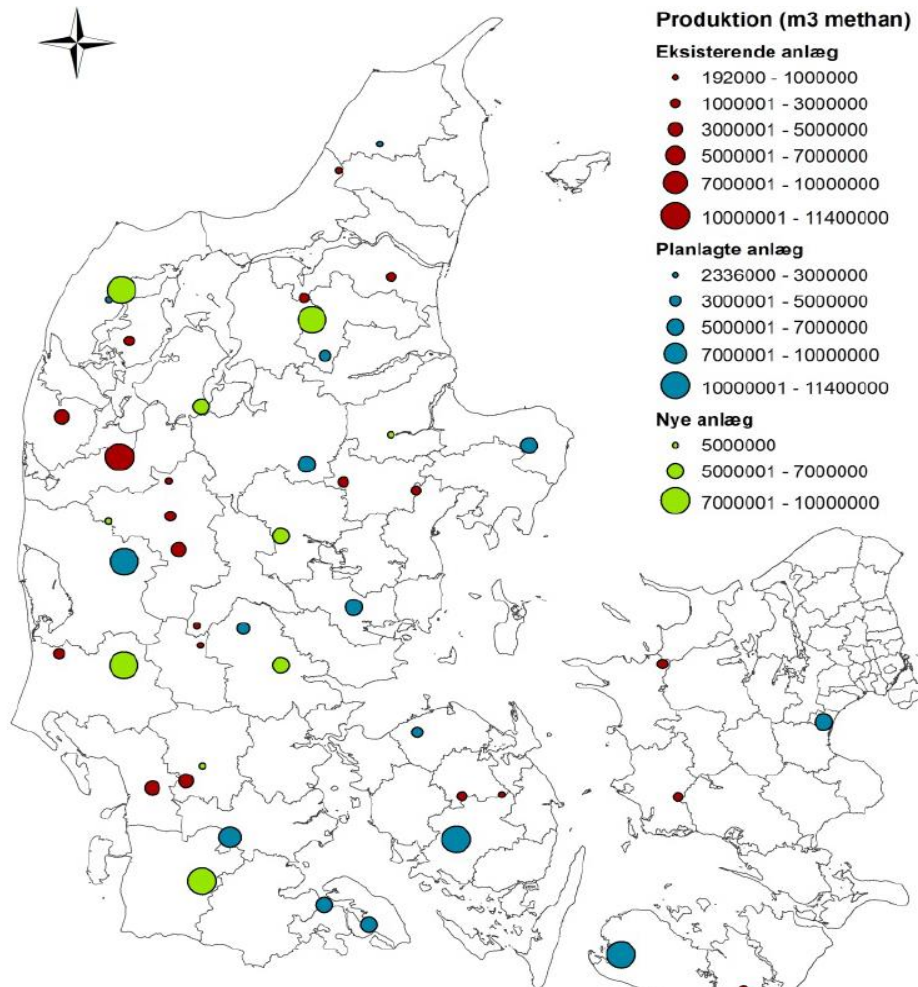 Produktion (m3 methan)
Eksisterende anlæg
192000 - 1000000
1000001 - 3000000
3000001 - 5000000
5000001 - 7000000
7000001 - 10000000
10000001 - 11400000
Planlagte anlæg
2336000 - 3000000
3000001 - 5000000
5000001 - 7000000
7000001 - 10000000
10000001 - 11400000
Nye anlæg
5000000
5000001 - 7000000
7000001 - 10000000